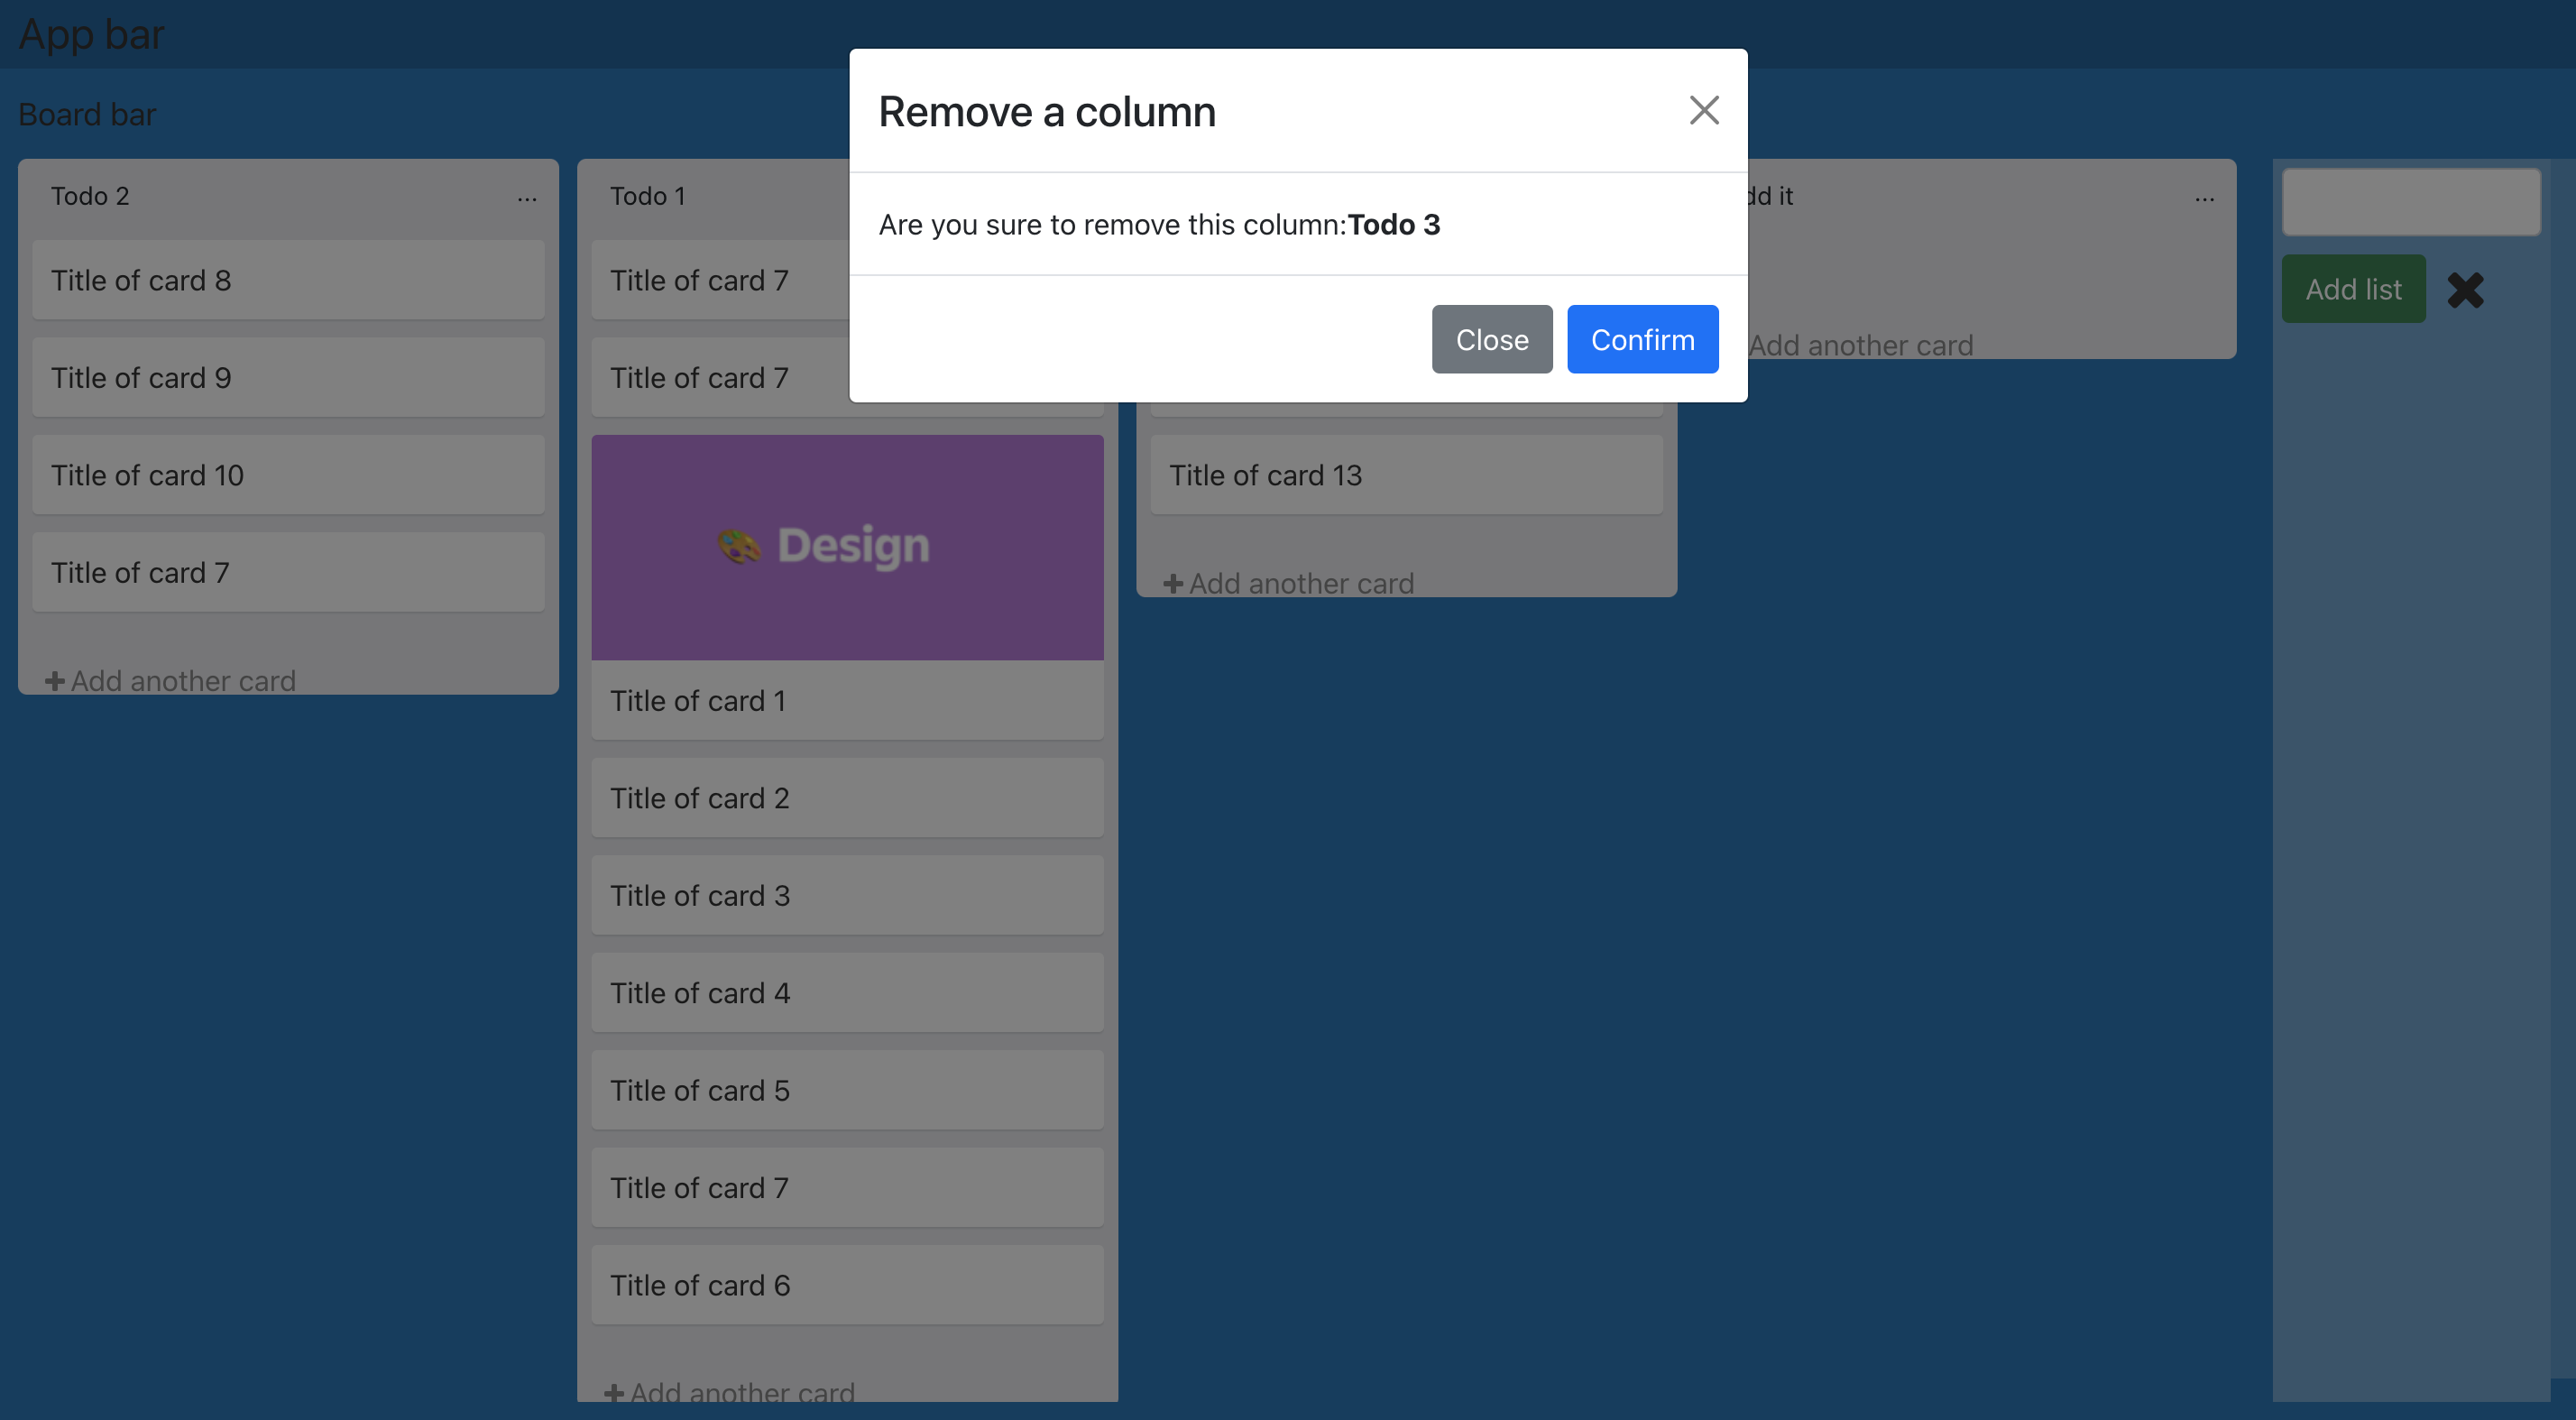 App bar
Board bar
Remove a column
Are you sure to remove this column:Todo 3
Close
Confirm
Todo 2
...
Title of card 8
Title of card 9
Title of card 10
Title of card 7
Add another card
Todo 1
Title of card 7
Title of card 7
Design
Title of card 1
Title of card 2
Title of card 3
Title of card 4
Title of card 5
Title of card 7
Title of card 6
Add another card
Title of card 13
Add another card
it
...
Add another card
Add list